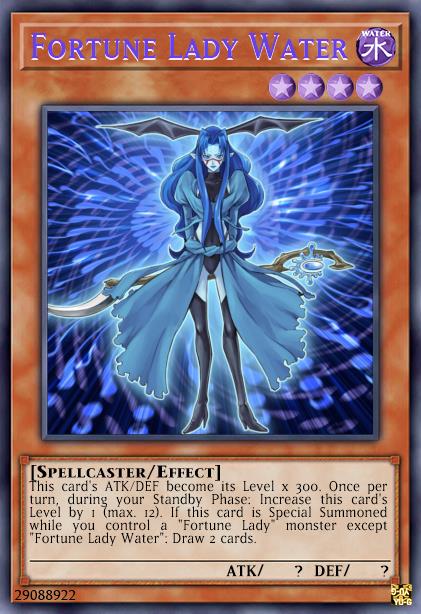 Fortune Lady Water
WATER
水
[Spellcaster/Effect]
This card's ATK/DEF become its Level x 300. Once per
turn, during your Standby Phase: Increase this card's
Level by 1 (max. 12). If this card is Special Summoned
while you control a "Fortune Lady" monster except
"Fortune Lady Water": Draw 2 cards.
ATK/ ? DEF/ ?
29088922